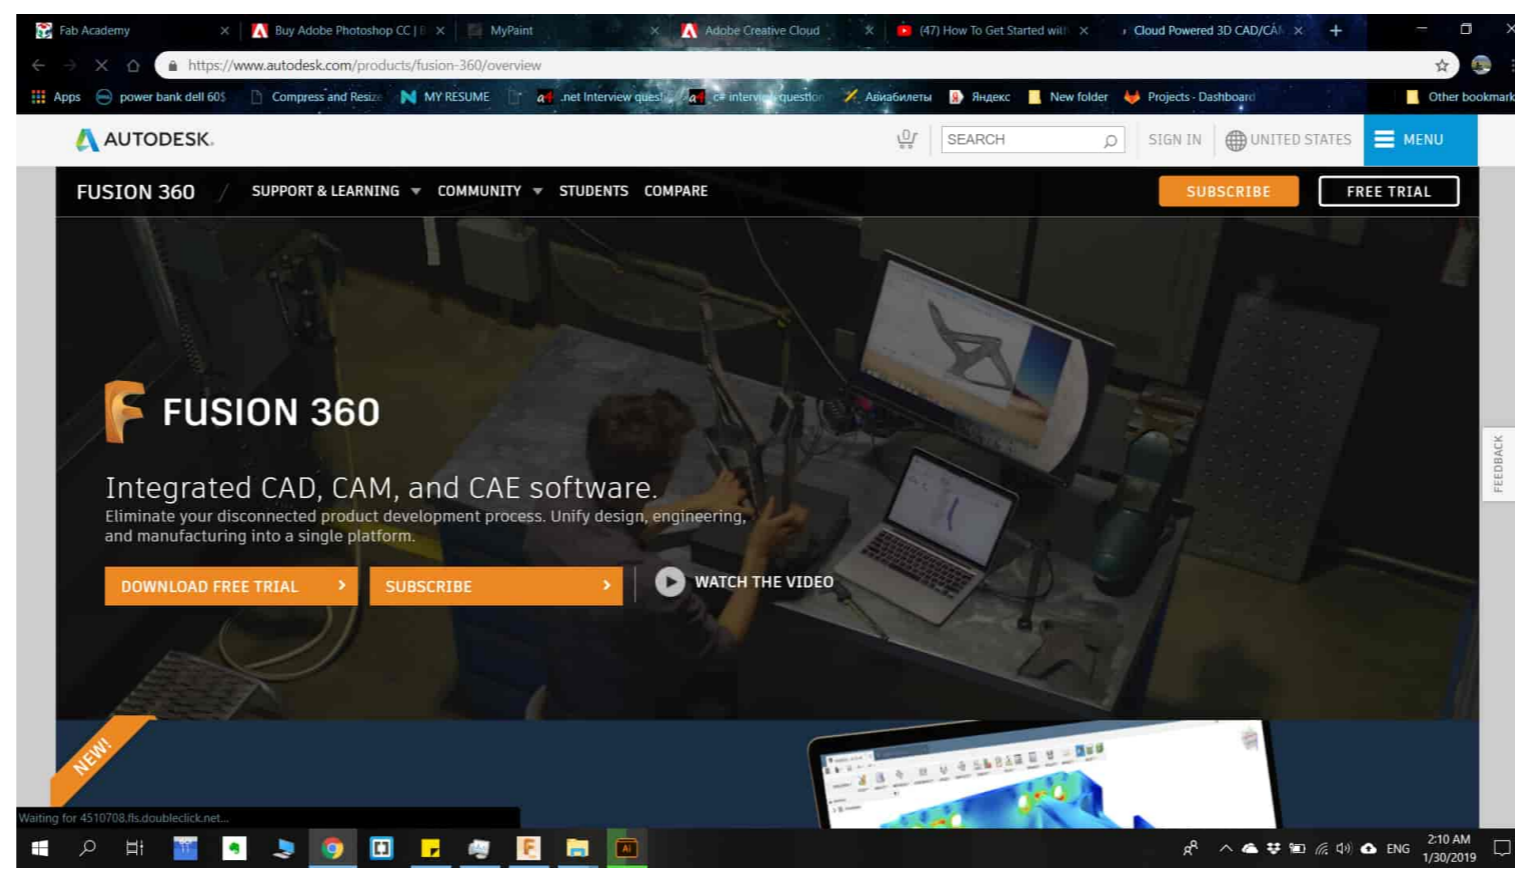 Fab Academy
Buy Adobe Photoshop CC | B
MyPaint
Adobe Creative Cloud
(47) How To Get Started with
Cloud Powered 3D CAD/CAM
https://www.autodesk.com/products/fusion-360/overview
Apps
power bank dell 60$
Compress and Resize
MY RESUME
.net Interview quest
c# interview question
Авиабилеты
Яндекс
New folder
Projects - Dashboard
Other bookmark
AUTODESK.
SEARCH
SIGN IN
UNITED STATES
MENU
FUSION 360 / SUPPORT & LEARNING COMMUNITY STUDENTS COMPARE
SUBSCRIBE
FREE TRIAL
FUSION 360
FEEDBACK
Integrated CAD, CAM, and CAE software.
Eliminate your disconnected product development process. Unify design, engineering,
and manufacturing into a single platform.
DOWNLOAD FREE TRIAL >
SUBSCRIBE >
WATCH THE VIDEO
NEW!
Waiting for 4510708.fls.doubleclick.net...
ENG
2:10 AM
1/30/2019